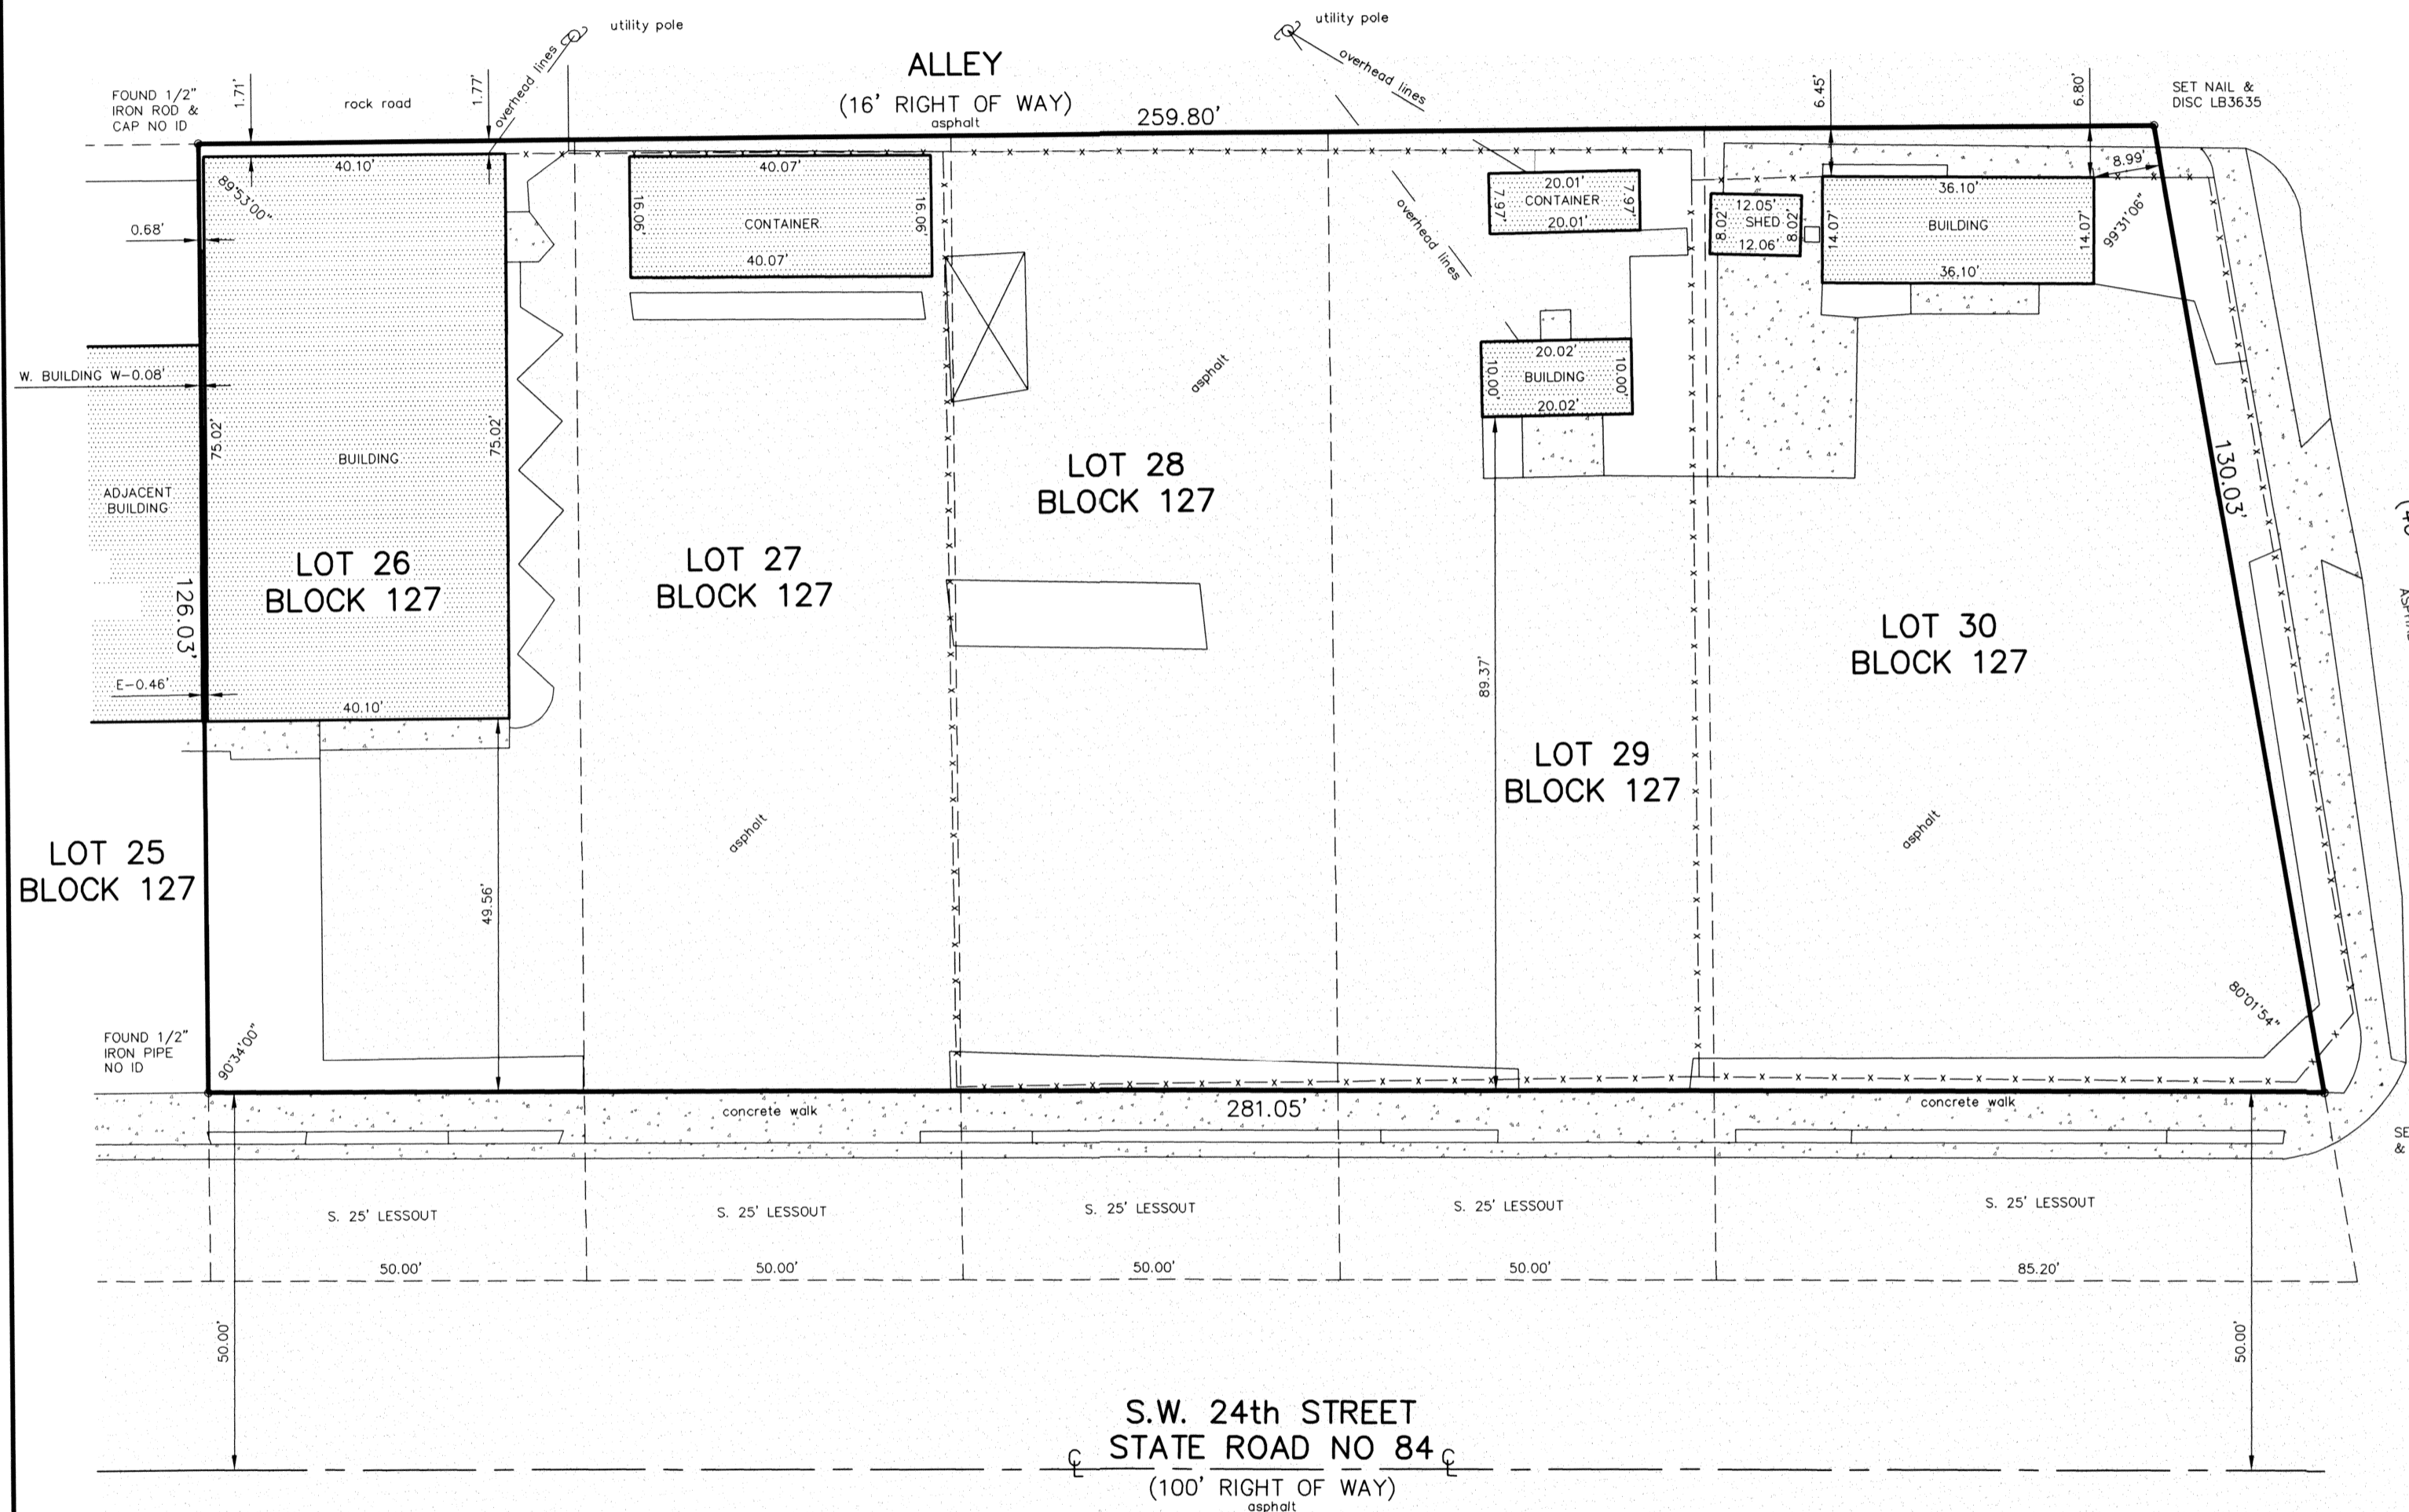 utility pole
overhead lines
utility pole
overhead lines
ALLEY
(16' RIGHT OF WAY)
asphalt
259.80'
FOUND 1/2"
IRON ROD &
CAP NO ID
1.71'
rock road
1.77'
6.45'
6.80'
SET NAIL &
DISC LB3635
8.99'
99°31'06"
89°53'00"
0.68'
40.10'
40.07'
16.06'
CONTAINER
16.06'
40.07'
overhead lines
20.01'
7.97'
CONTAINER
7.97'
20.01'
12.05'
8.02'
SHED
8.02'
12.06'
36.10'
14.07'
BUILDING
14.07'
36.10'
W. BUILDING W-0.08'
75.02'
75.02'
BUILDING
ADJACENT
BUILDING
asphalt
20.02'
10.00'
BUILDING
10.00'
20.02'
LOT 26
BLOCK 127
LOT 27
BLOCK 127
LOT 28
BLOCK 127
LOT 29
BLOCK 127
LOT 30
BLOCK 127
130.03'
126.03'
E-0.46'
40.10'
89.37'
asphalt
asphalt
LOT 25
BLOCK 127
49.56'
FOUND 1/2"
IRON PIPE
NO ID
90°34'00"
80°01'54"
concrete walk
281.05'
concrete walk
SE
&
S. 25' LESSOUT
S. 25' LESSOUT
S. 25' LESSOUT
S. 25' LESSOUT
S. 25' LESSOUT
50.00'
50.00'
50.00'
50.00'
85.20'
50.00'
50.00'
S.W. 24th STREET
STATE ROAD NO 84
(100' RIGHT OF WAY)
asphalt